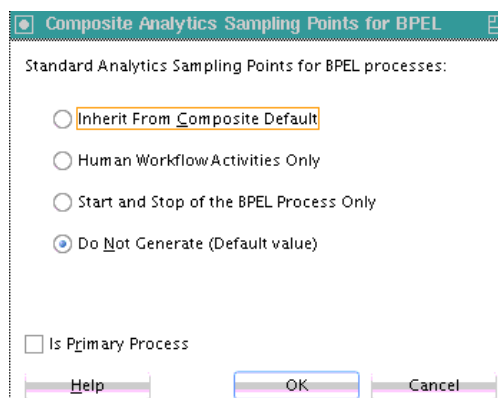 Composite Analytics Sampling Points for BPEL
Standard Analytics Sampling Points for BPEL processes:
Inherit From Composite Default
Human Workflow Activities Only
Start and Stop of the BPEL Process Only
Do Not Generate (Default value)
Is Primary Process
Help OK Cancel